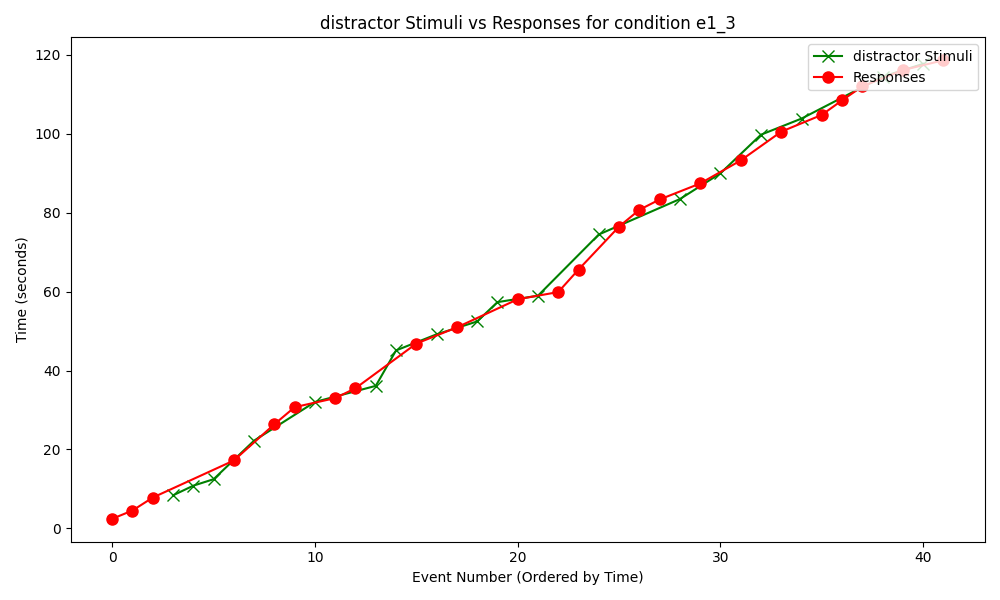 distractor Stimuli vs Responses for condition e1_3
distractor Stimuli
Responses
120
100
80
60
40
20
0
Time (seconds)
0 10 20 30 40
Event Number (Ordered by Time)